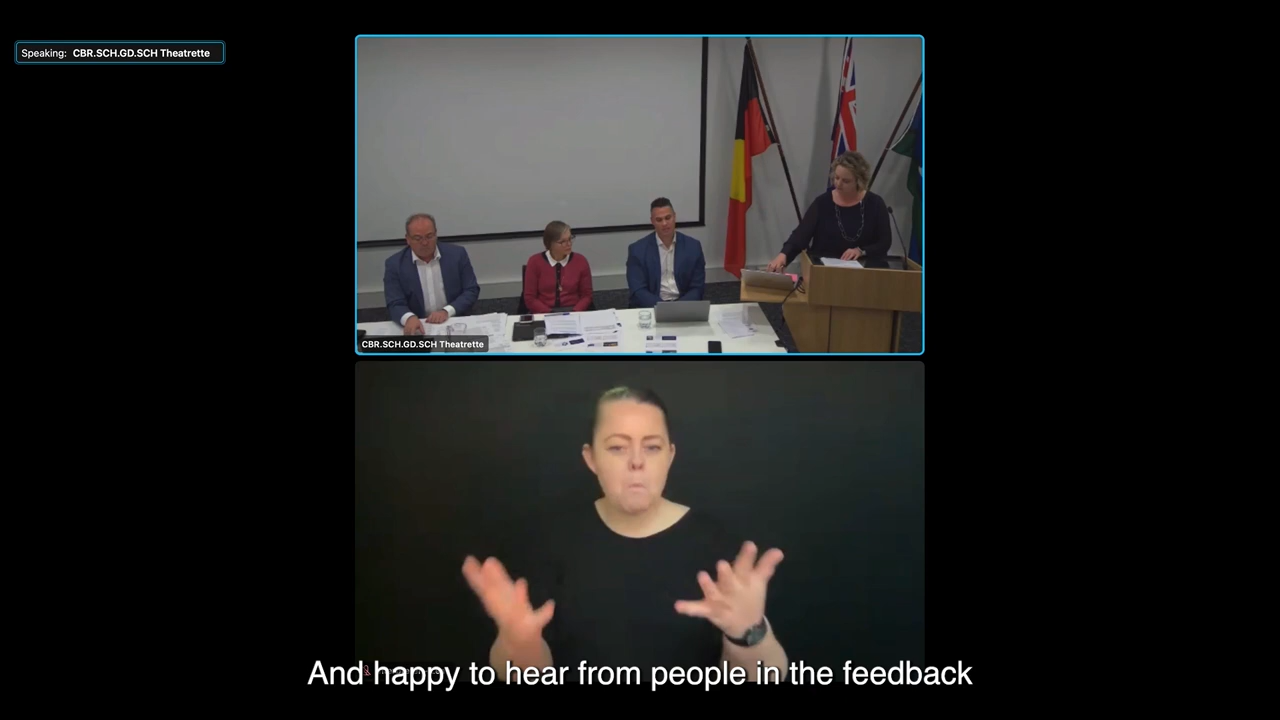 Speaking: CBR.SCH.GD.SCH Theatrette
CBR.SCH.GD.SCH Theatrette
And happy to hear from people in the feedback